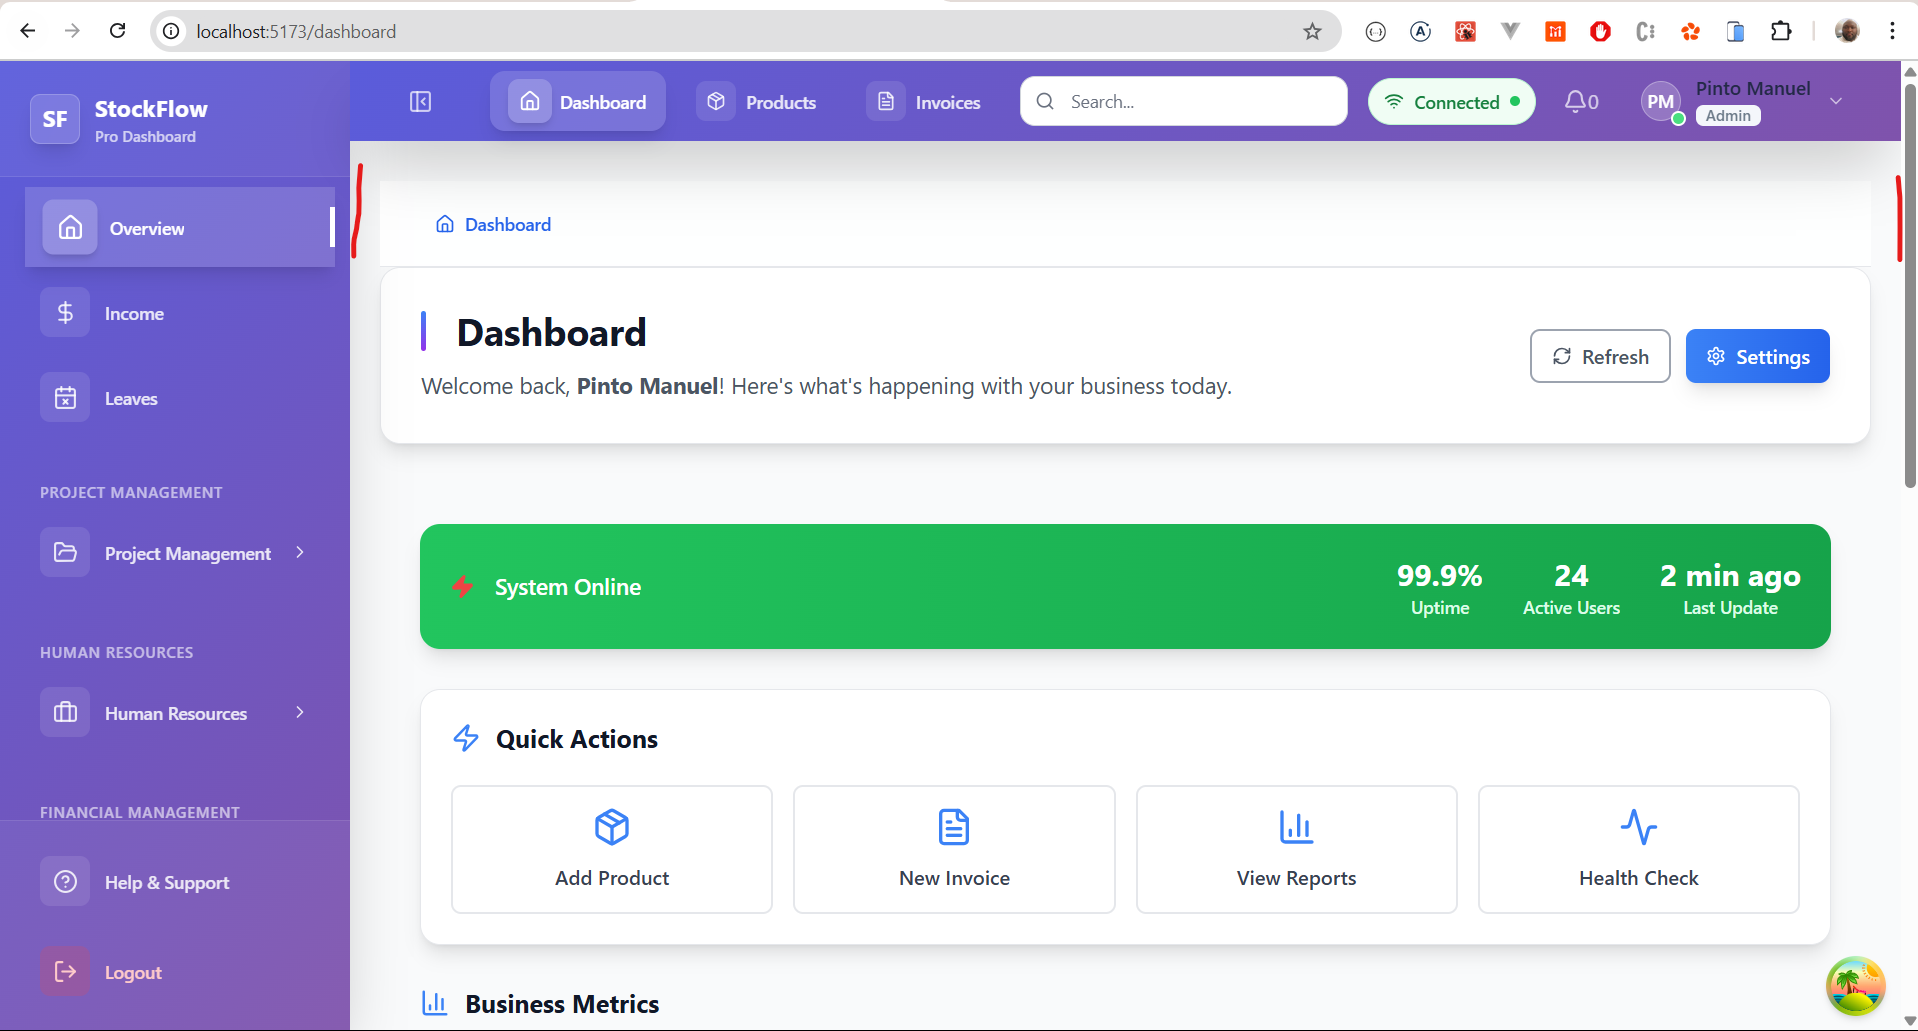 localhost:5173/dashboard
SF
StockFlow
Pro Dashboard
Dashboard
Products
Invoices
Search...
Connected
0
PM
Pinto Manuel
Admin
Overview
Income
Leaves
PROJECT MANAGEMENT
Project Management
HUMAN RESOURCES
Human Resources
FINANCIAL MANAGEMENT
Help & Support
Logout
Dashboard
Dashboard
Welcome back, Pinto Manuel! Here's what's happening with your business today.
Refresh
Settings
System Online
99.9%
Uptime
24
Active Users
2 min ago
Last Update
Quick Actions
Add Product
New Invoice
View Reports
Health Check
Business Metrics